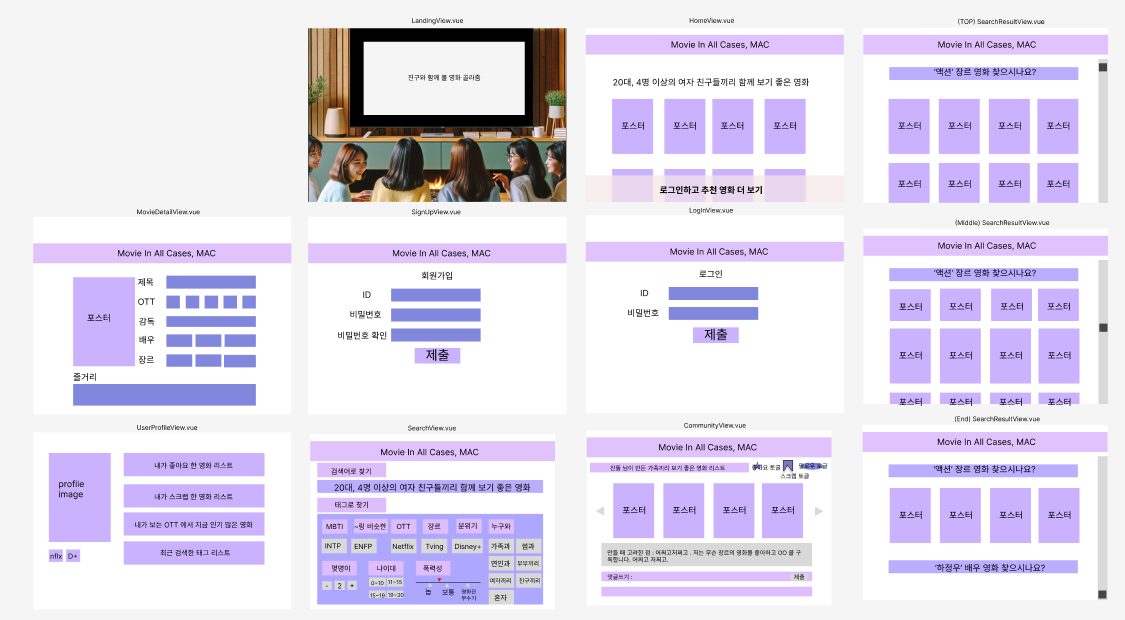 LandingView.vue
친구와 함께 볼 영화 골라줌
HomeView.vue
Movie In All Cases, MAC
20대, 4명 이상의 여자 친구들끼리 함께 보기 좋은 영화
포스터 포스터 포스터 포스터
로그인하고 추천 영화 더 보기
(TOP) SearchResultView.vue
Movie In All Cases, MAC
'액션' 장르 영화 찾으시나요?
포스터 포스터 포스터 포스터
포스터 포스터 포스터 포스터
MovieDetailView.vue
Movie In All Cases, MAC
포스터
제목
OTT
감독
배우
장르
줄거리
SignUpView.vue
Movie In All Cases, MAC
회원가입
ID
비밀번호
비밀번호 확인
제출
LoginView.vue
Movie In All Cases, MAC
로그인
ID
비밀번호
제출
(Middle) SearchResultView.vue
Movie In All Cases, MAC
'액션' 장르 영화 찾으시나요?
포스터 포스터 포스터 포스터
포스터 포스터 포스터 포스터
포스터 포스터 포스터 포스터
UserProfileView.vue
profile
image
nflx D+
내가 좋아요 한 영화 리스트
내가 스크랩 한 영화 리스트
내가 보는 OTT 에서 지금 인기 많은 영화
최근 검색한 태그 리스트
SearchView.vue
Movie In All Cases, MAC
검색어로 찾기
20대, 4명 이상의 여자 친구들끼리 함께 보기 좋은 영화
태그로 찾기
MBTI ~랑 비슷한 OTT 장르 분위기 누구와
INTP ENFP Netflix Tving Disney+ 가족과 쌤과
연인과 부부끼리
몇명이 나이대 폭력성
- 2 + 0~10 11~15
여자끼리 친구끼리
15~19 19~30
놉 보통 영화관 부수기
혼자
CommunityView.vue
Movie In All Cases, MAC
진돌 님이 만든 가족끼리 보기 좋은 영화 리스트
좋아요 토글
팔로우 토글
스크랩 토글
포스터 포스터 포스터 포스터
만들 때 고려한 점 : 어쩌고저쩌고 . 저는 무슨 장르의 영화를 좋아하고 OO 을 구
독합니다. 어쩌고 저쩌고.
댓글쓰기 : 제출
(End) SearchResultView.vue
Movie In All Cases, MAC
'액션' 장르 영화 찾으시나요?
포스터 포스터 포스터 포스터
'하정우' 배우 영화 찾으시나요?